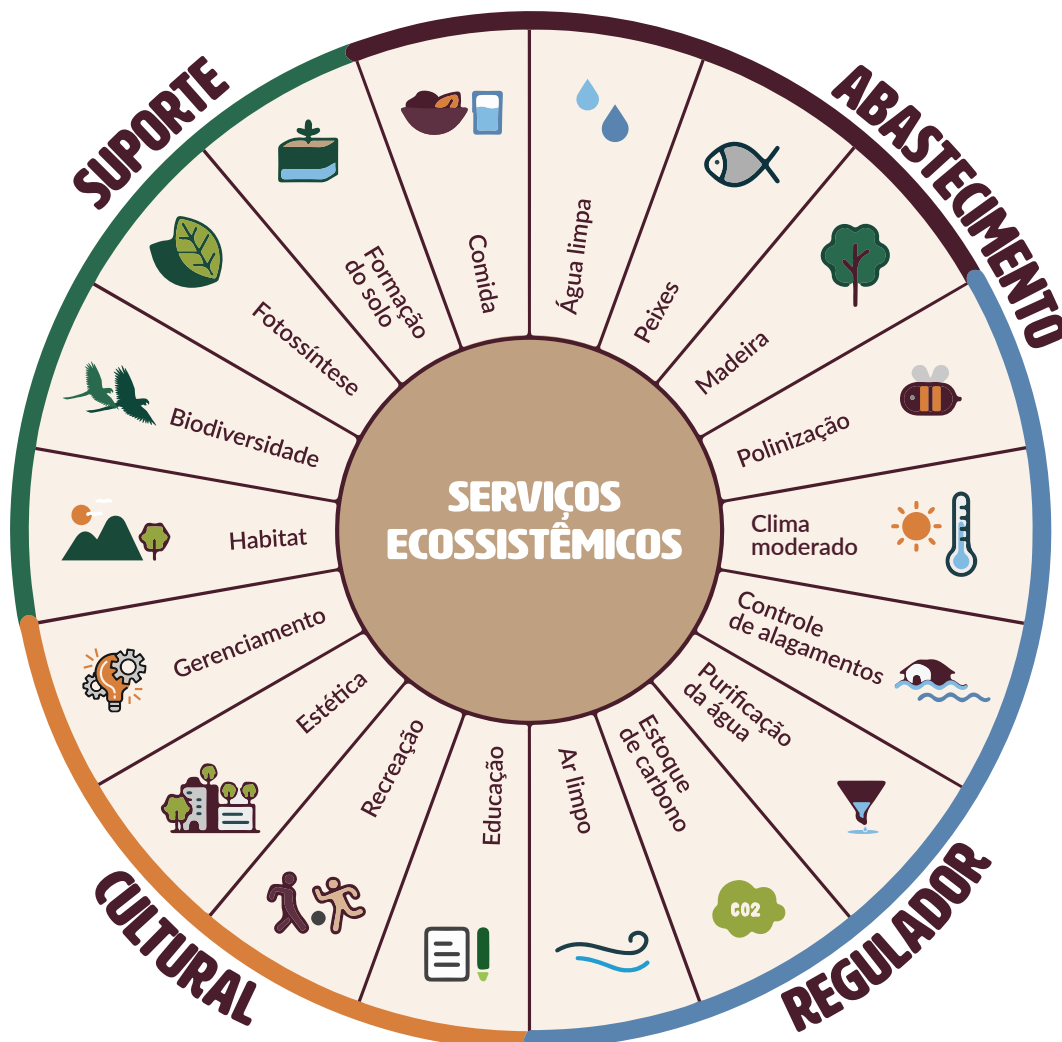 SERVIÇOS
ECOSSISTÊMICOS
SUPORTE
Formação
do solo
Fotossíntese
Biodiversidade
Habitat
ABASTECIMENTO
Comida
Água limpa
Peixes
Madeira
REGULADOR
Polinização
Clima
moderado
Controle
de alagamentos
Purificação
da água
Estoque
de carbono
CO2
Ar limpo
CULTURAL
Educação
Recreação
Estética
Gerenciamento